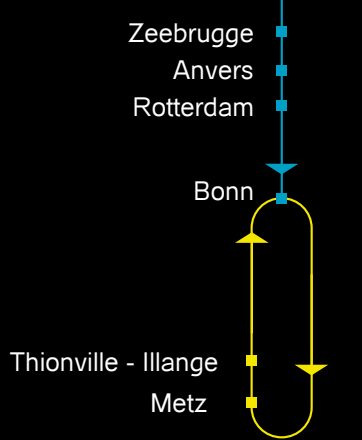 Zeebrugge
Anvers
Rotterdam
Bonn
Thionville - Illange
Metz